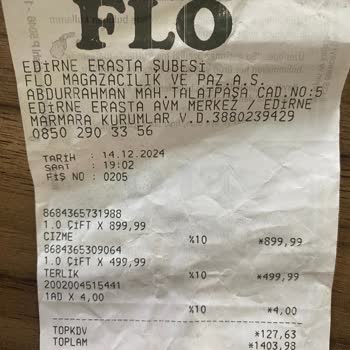 FLO
EDİRNE ERASTA ŞUBESİ
FLO MAGAZACILIK VE PAZ.A.S.
ABDURRAHMAN MAH.TALATPAŞA CAD.NO:5
EDİRNE ERASTA AVM MERKEZ / EDİRNE
MARMARA KURUMLAR V.D.3880239429
0850 290 33 56
TARİH : 14.12.2024
SAAT : 19:02
FİŞ NO : 0205
8684365731988
1.0 ÇİFT X 899,99
ÇİZME %10 *899,99
8684365309064
1.0 ÇİFT X 499,99
TERLİK %10 *499,99
2002004515441
1AD X 4,00
%10 *4,00
TOPKDV *127,63
TOPLAM *1403,98